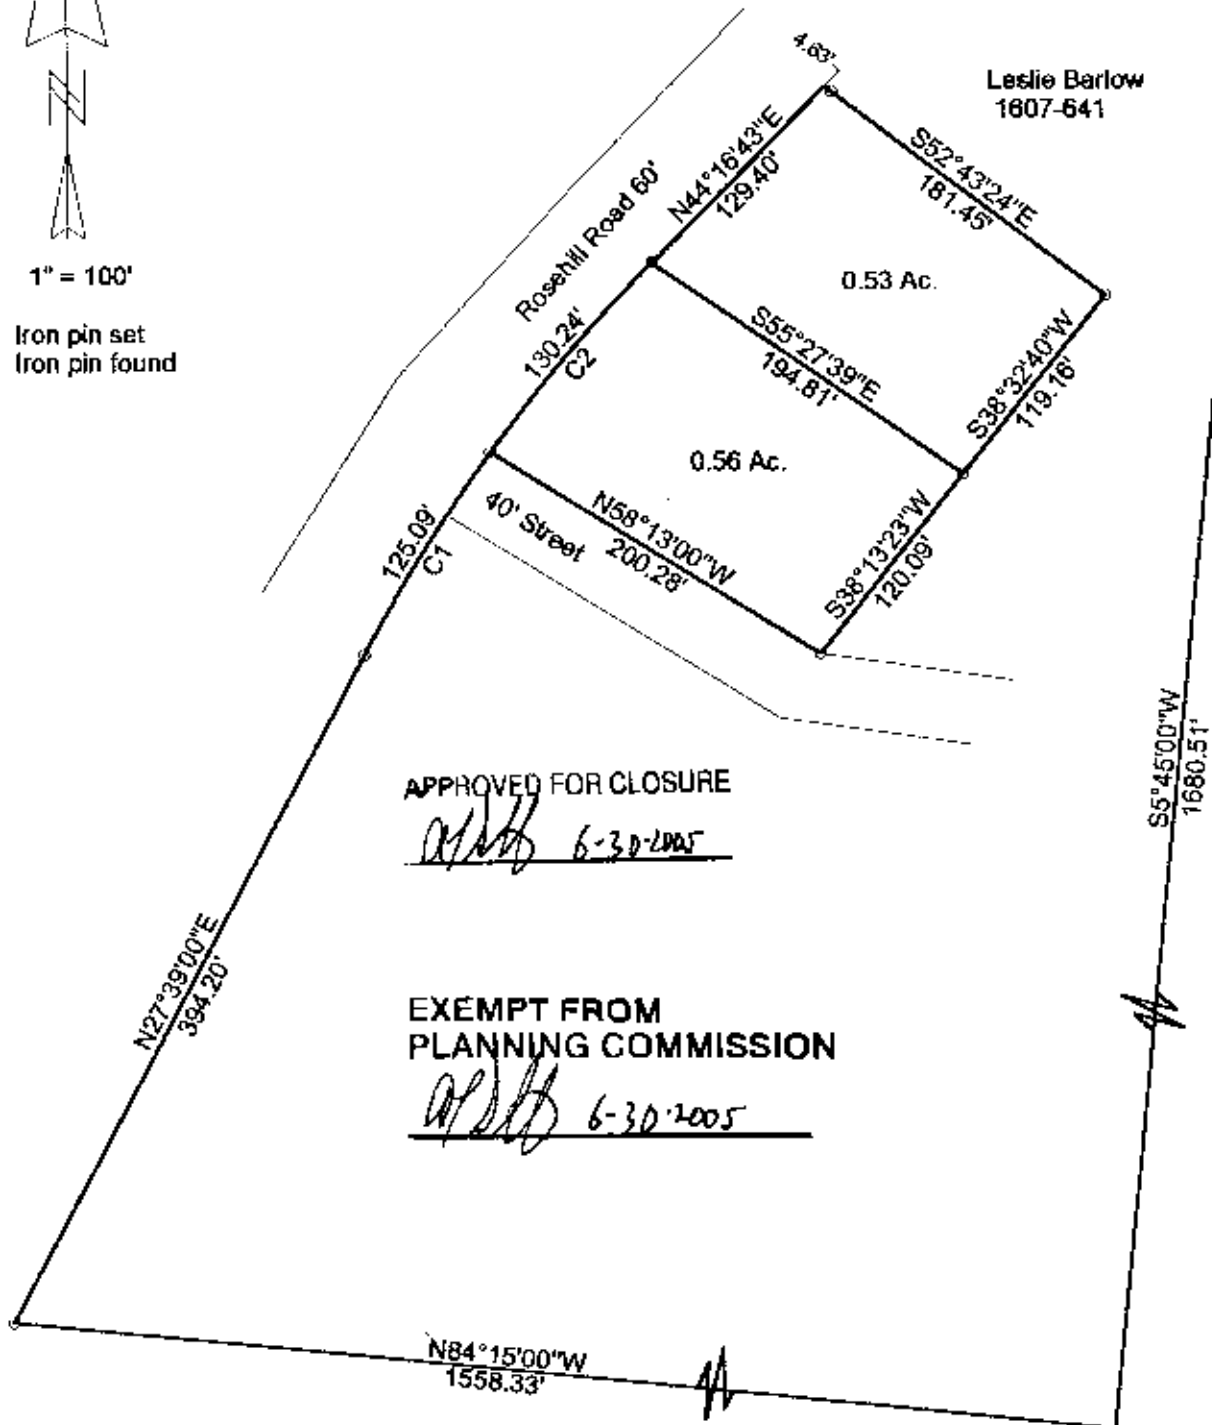 N
1" = 100'
Iron pin set
Iron pin found
4.63'
Leslie Barlow
1607-641
N44°16'43"E
129.40'
S52°43'24"E
181.45'
Rosehill Road 60'
0.53 Ac.
130.24'
C2
S55°27'39"E
194.81'
S38°32'40"W
119.16'
0.56 Ac.
125.09'
C1
40' Street
N58°13'00"W
200.28'
S38°13'23"W
120.09'
S5°45'00"W
1680.51'
APPROVED FOR CLOSURE
6-30-2005
N27°39'00"E
394.20'
EXEMPT FROM
PLANNING COMMISSION
6-30-2005
N84°15'00"W
1558.33'